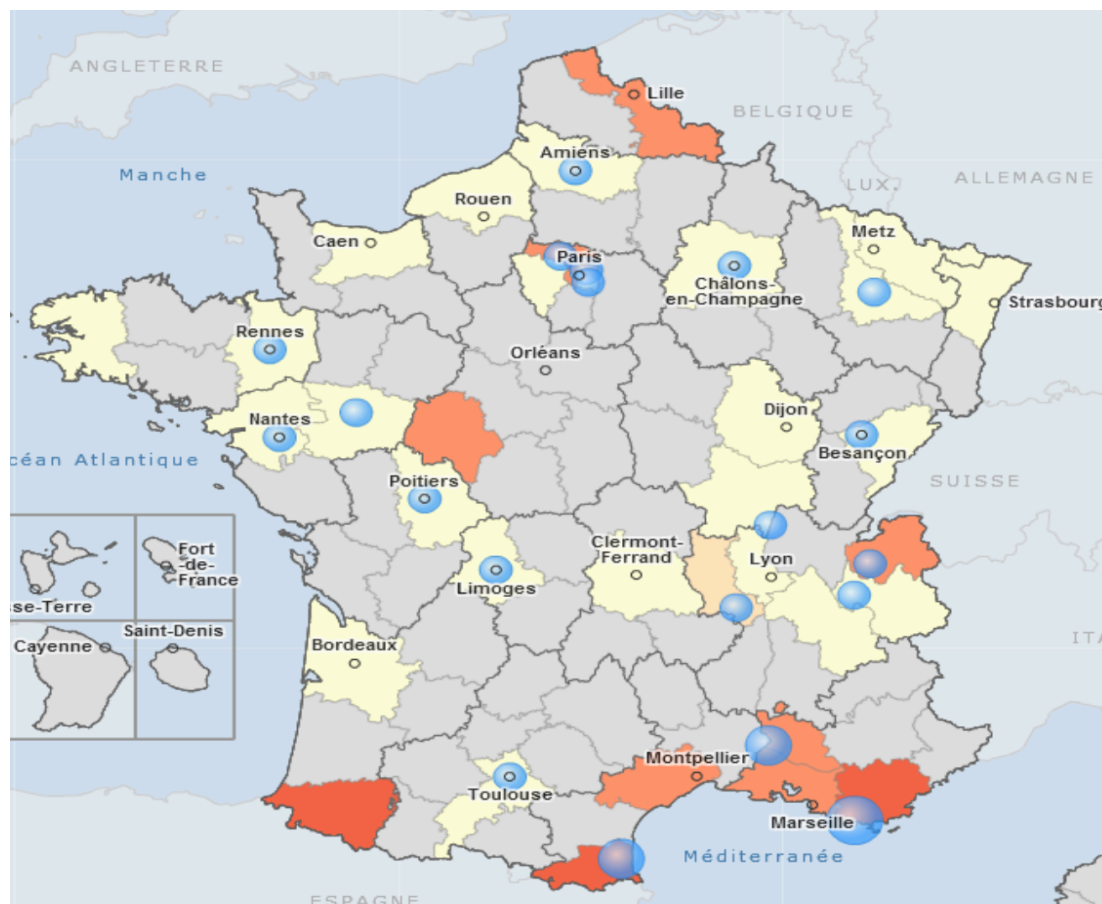 ANGLETERRE
Lille
BELGIQUE
Amiens
Manche
LUX.
ALLEMAGNE
Rouen
Metz
Caen
Paris
Châlons-
en-Champagne
Strasbourg
Rennes
Orléans
Nantes
Dijon
Besançon
céan Atlantique
Poitiers
SUISSE
Clermont-
Ferrand
Lyon
Fort
-de-
France
Limoges
sse-Terre
Saint-Denis
Cayenne
Bordeaux
ITA
Montpellier
Toulouse
Marseille
Méditerranée
ESPAGNE